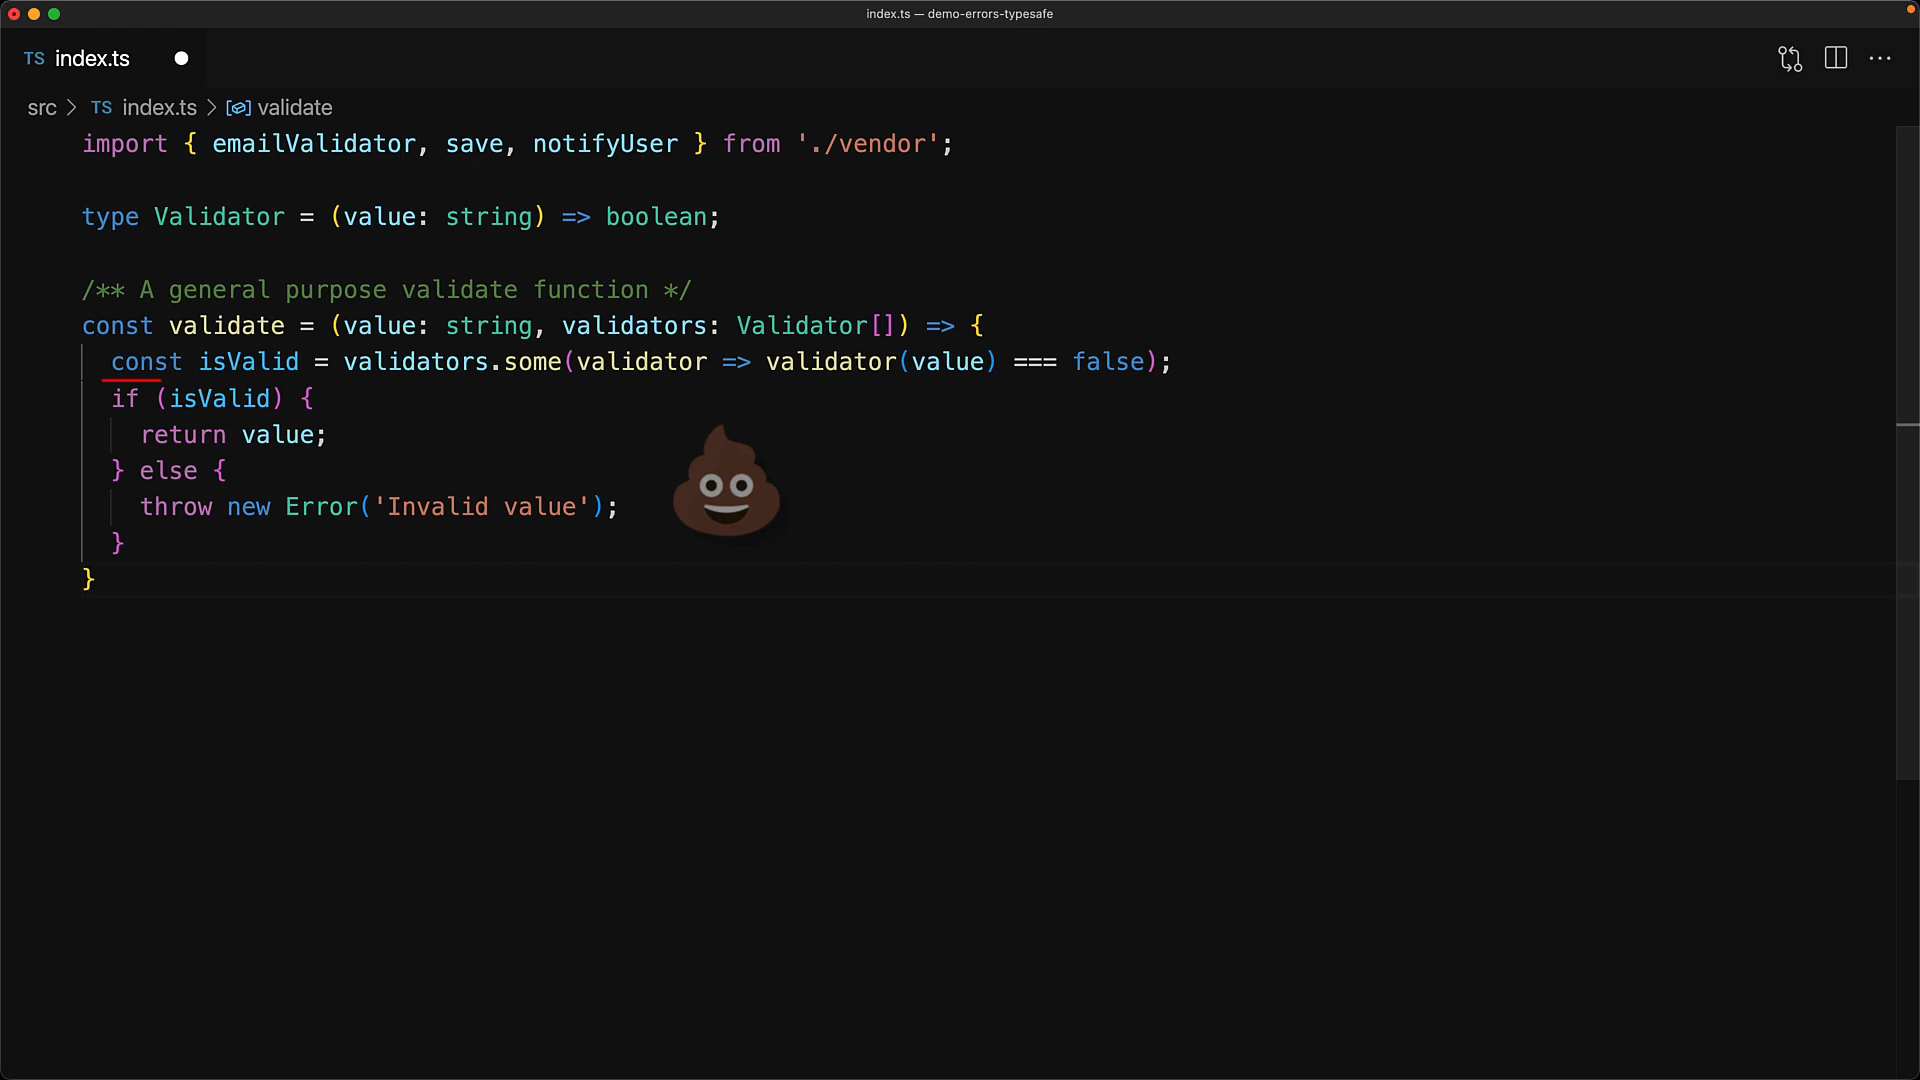 index.ts — demo-errors-typesafe
TS index.ts
src > TS index.ts > validate
import { emailValidator, save, notifyUser } from './vendor';
type Validator = (value: string) => boolean;
/** A general purpose validate function */
const validate = (value: string, validators: Validator[]) => {
const isValid = validators.some(validator => validator(value) === false);
if (isValid) {
return value;
} else {
throw new Error('Invalid value');
}
}